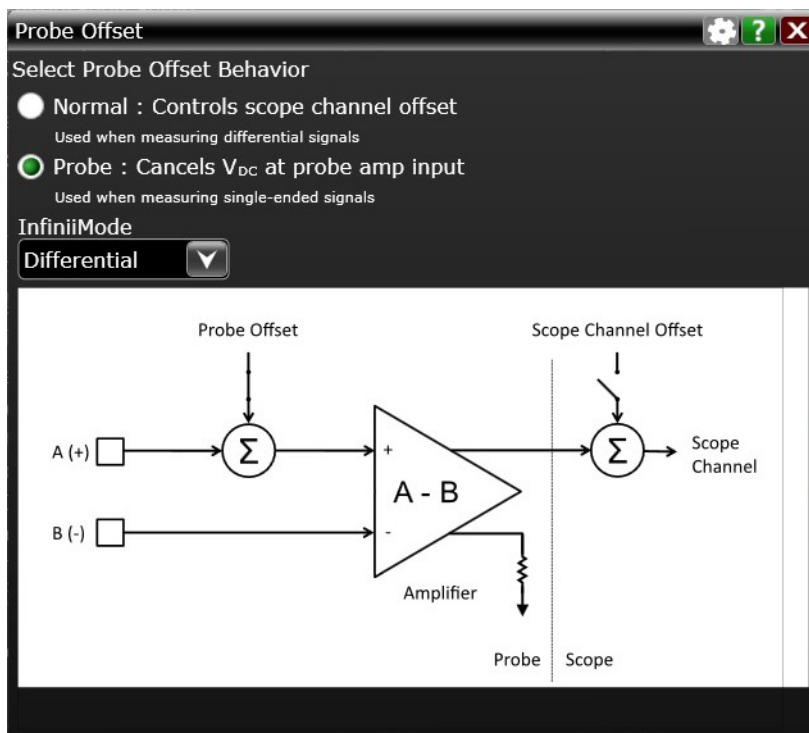 Probe Offset
?
X
Select Probe Offset Behavior
Normal : Controls scope channel offset
Used when measuring differential signals
Probe : Cancels VDC at probe amp input
Used when measuring single-ended signals
InfiniiMode
Differential
Probe Offset
Scope Channel Offset
A (+)
Σ
+
Σ
Scope
Channel
A - B
B (-)
-
Amplifier
Probe
Scope